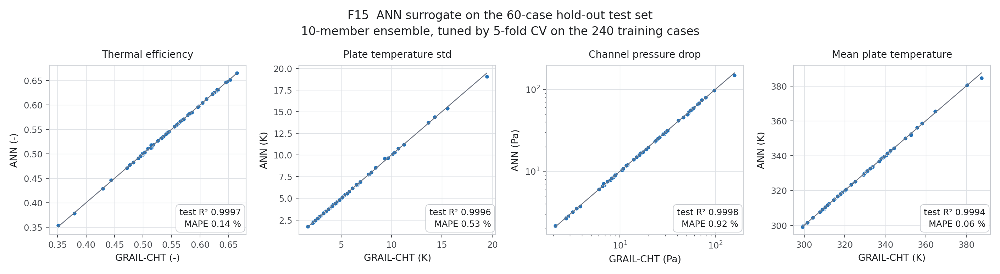 F15  ANN surrogate on the 60-case hold-out test set
10-member ensemble, tuned by 5-fold CV on the 240 training cases
Thermal efficiency
ANN (-)
0.65
0.60
0.55
0.50
0.45
0.40
0.35
test R² 0.9997
MAPE 0.14 %
0.35 0.40 0.45 0.50 0.55 0.60 0.65
GRAIL-CHT (-)
Plate temperature std
ANN (K)
20.0
17.5
15.0
12.5
10.0
7.5
5.0
2.5
test R² 0.9996
MAPE 0.53 %
5 10 15 20
GRAIL-CHT (K)
Channel pressure drop
ANN (Pa)
10²
10¹
test R² 0.9998
MAPE 0.92 %
10¹ 10²
GRAIL-CHT (Pa)
Mean plate temperature
ANN (K)
380
360
340
320
300
test R² 0.9994
MAPE 0.06 %
300 320 340 360 380
GRAIL-CHT (K)